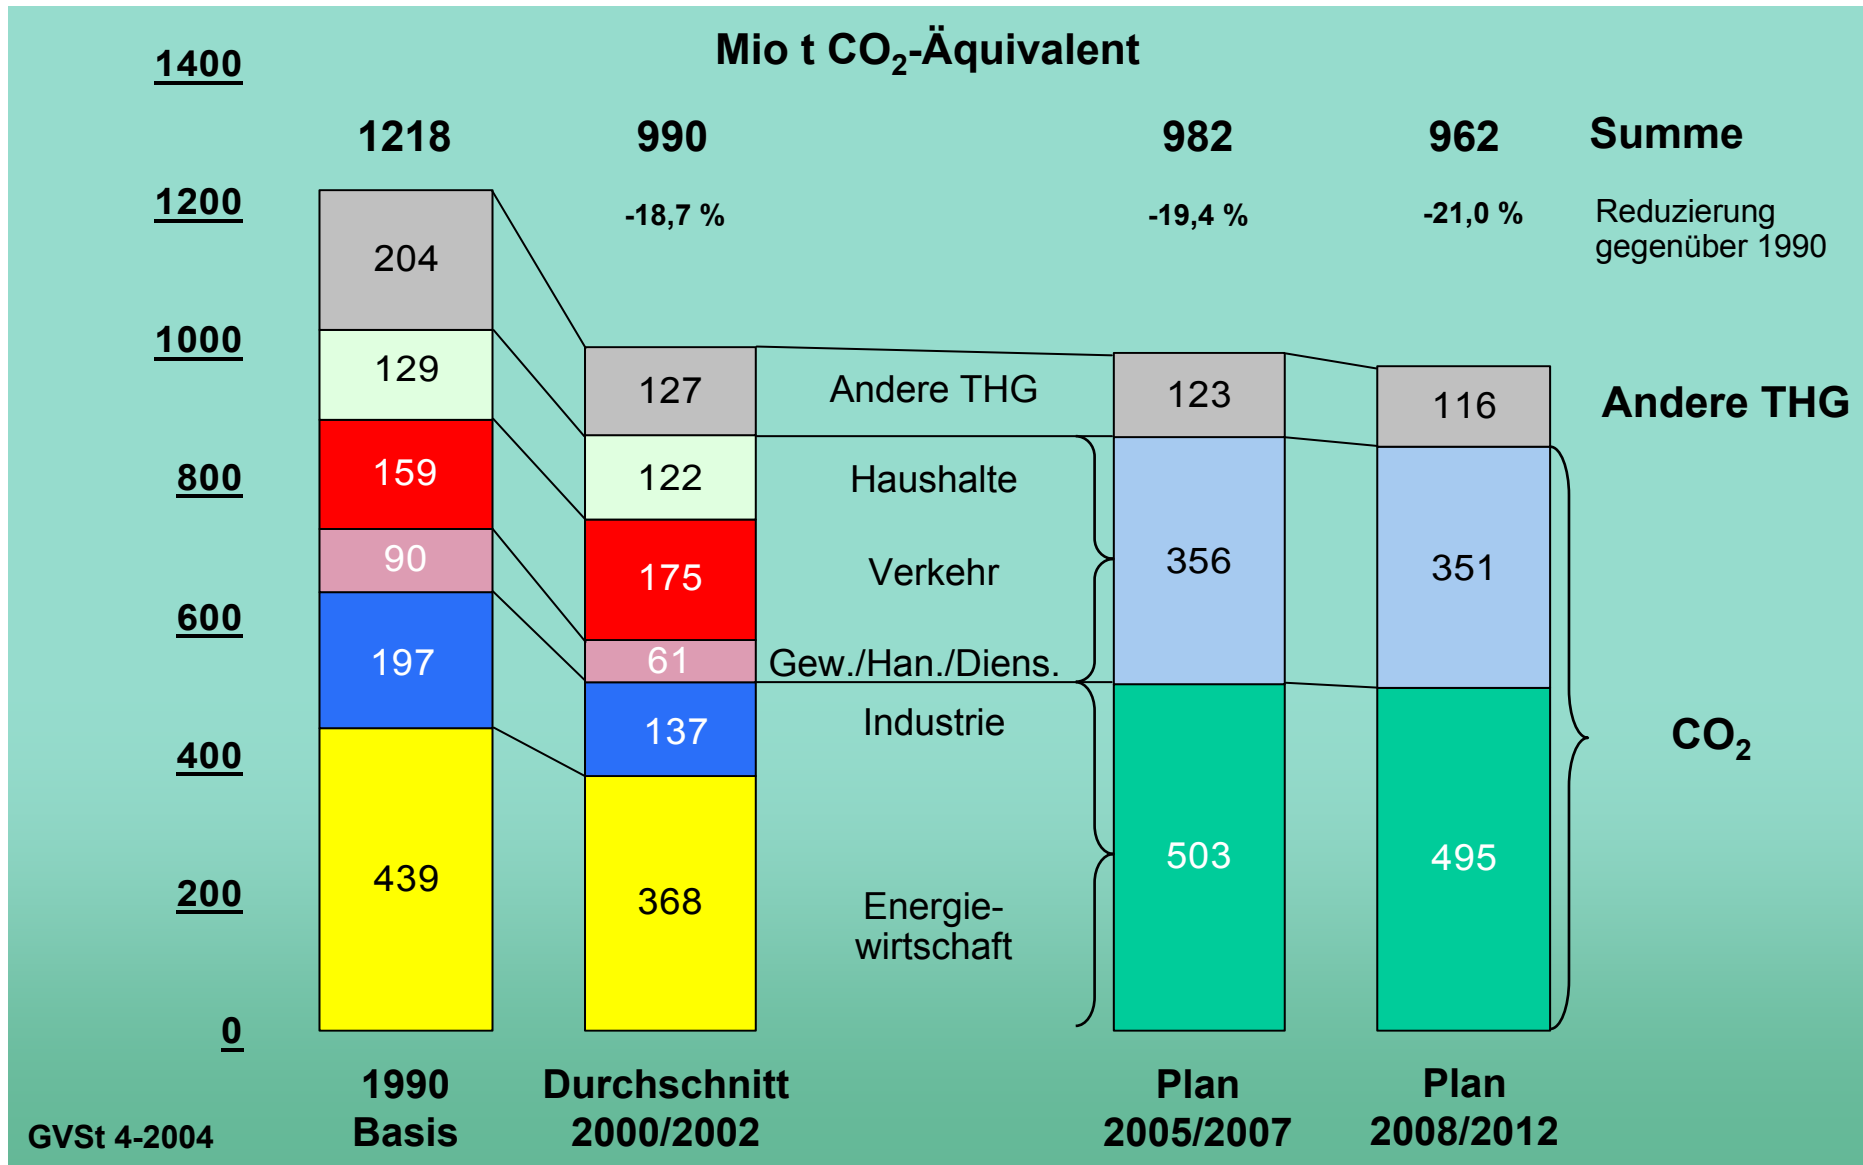 Mio t CO₂-Äquivalent
1400
1218 990 982 962 Summe
1200 -18,7 % -19,4 % -21,0 % Reduzierung
gegenüber 1990
204
1000
129 127 Andere THG 123 116 Andere THG
800 159 122 Haushalte
90 175 Verkehr 356 351
600
197 61 Gew./Han./Diens.
137 Industrie CO₂
400
439 368 503 495
200 Energie-
wirtschaft
0
1990 Durchschnitt Plan Plan
Basis 2000/2002 2005/2007 2008/2012
GVSt 4-2004